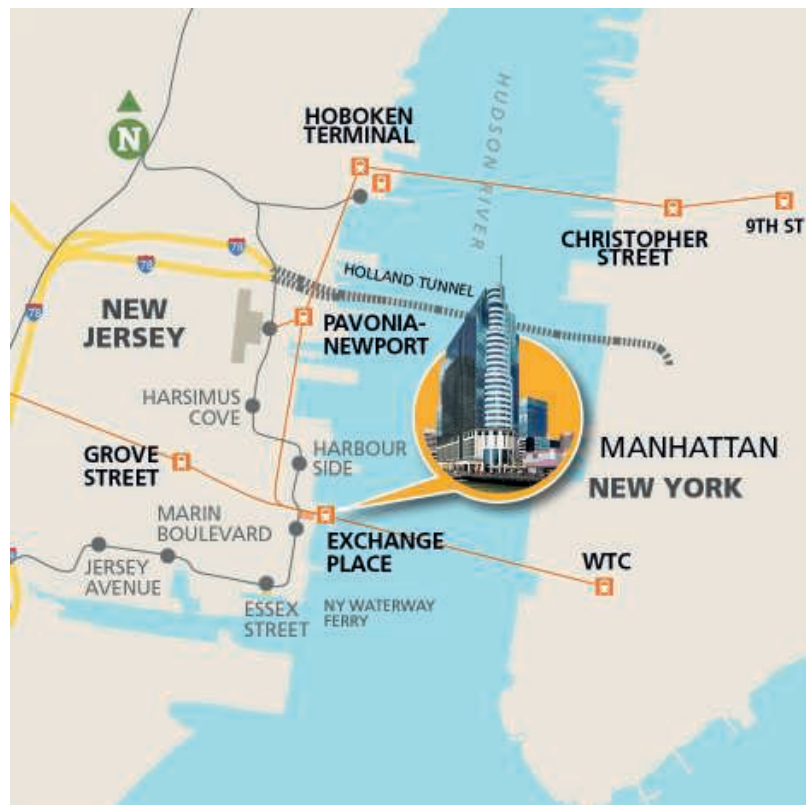 HOBOKEN
TERMINAL
N
HUDSON RIVER
CHRISTOPHER
STREET
9TH ST
78
78
78
HOLLAND TUNNEL
NEW
JERSEY
PAVONIA-
NEWPORT
HARSIMUS
COVE
GROVE
STREET
HARBOUR
SIDE
MANHATTAN
NEW YORK
MARIN
BOULEVARD
EXCHANGE
PLACE
JERSEY
AVENUE
WTC
ESSEX
STREET
NY WATERWAY
FERRY